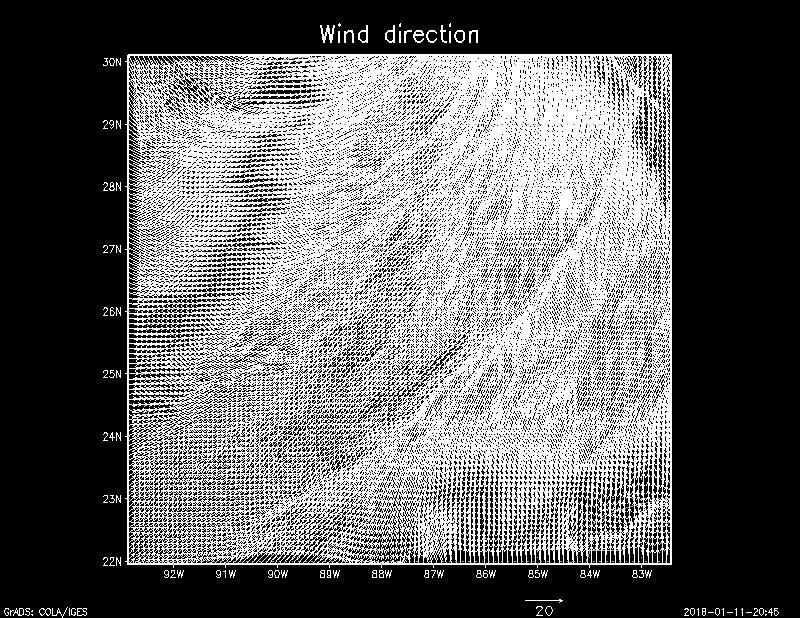 Wind direction
30N
29N
28N
27N
26N
25N
24N
23N
22N
92W 91W 90W 89W 88W 87W 86W 85W 84W 83W
20
GrADS: COLA/IGES 2018-01-11-20:45